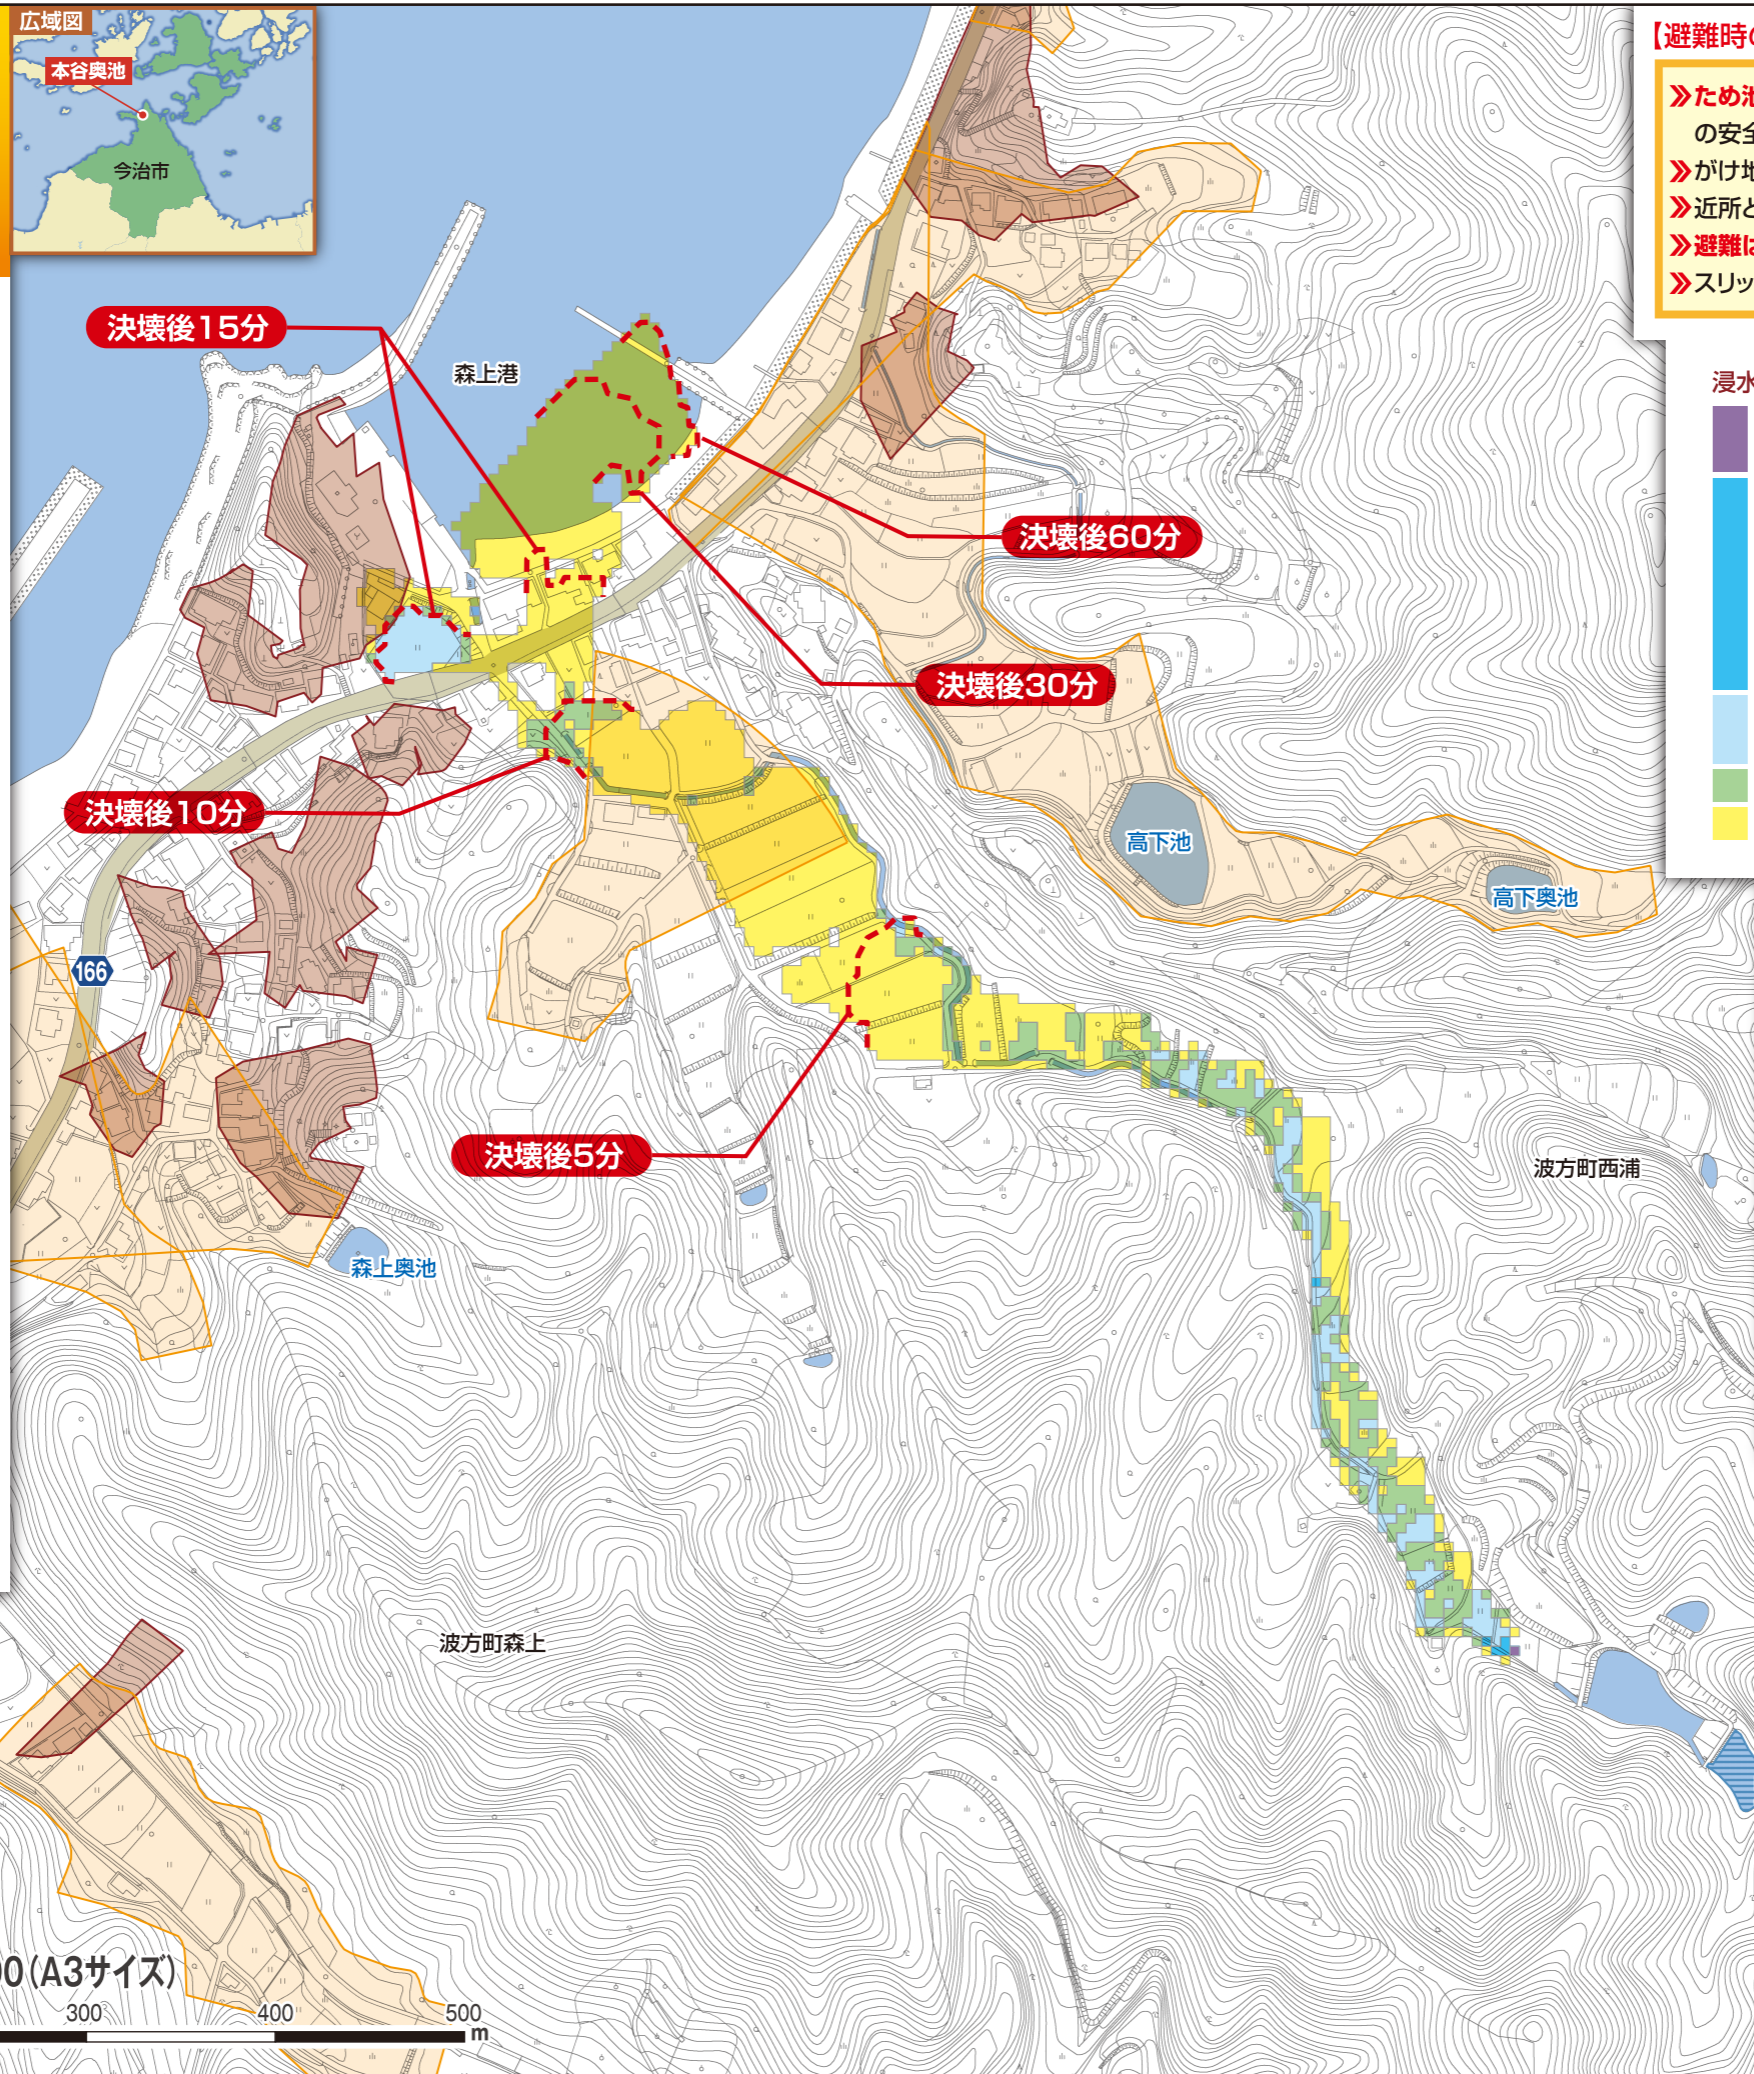 広域図
本谷奥池
今治市
【避難時の
≫ため池
の安全
≫がけ地
≫近所と
≫避難は
≫スリッ
決壊後15分
森上港
浸水
決壊後60分
決壊後30分
決壊後10分
高下池
高下奥池
166
決壊後5分
波方町西浦
森上奥池
波方町森上
00(A3サイズ)
300 400 500
m